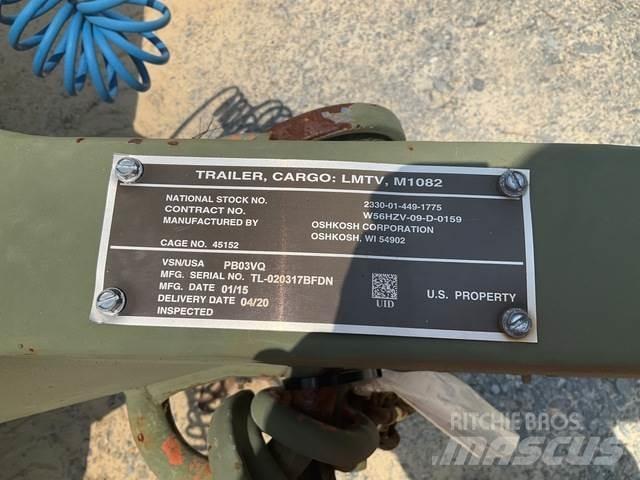 TRAILER, CARGO: LMTV, M1082
NATIONAL STOCK NO. 2330-01-449-1775
CONTRACT NO. W56HZV-09-D-0159
MANUFACTURED BY OSHKOSH CORPORATION
OSHKOSH, WI 54902
CAGE NO. 45152
VSN/USA PB03VQ
MFG. SERIAL NO. TL-020317BFDN
MFG. DATE 01/15
DELIVERY DATE 04/20
INSPECTED
UID
U.S. PROPERTY
RITCHIE BROS.
MASCUS